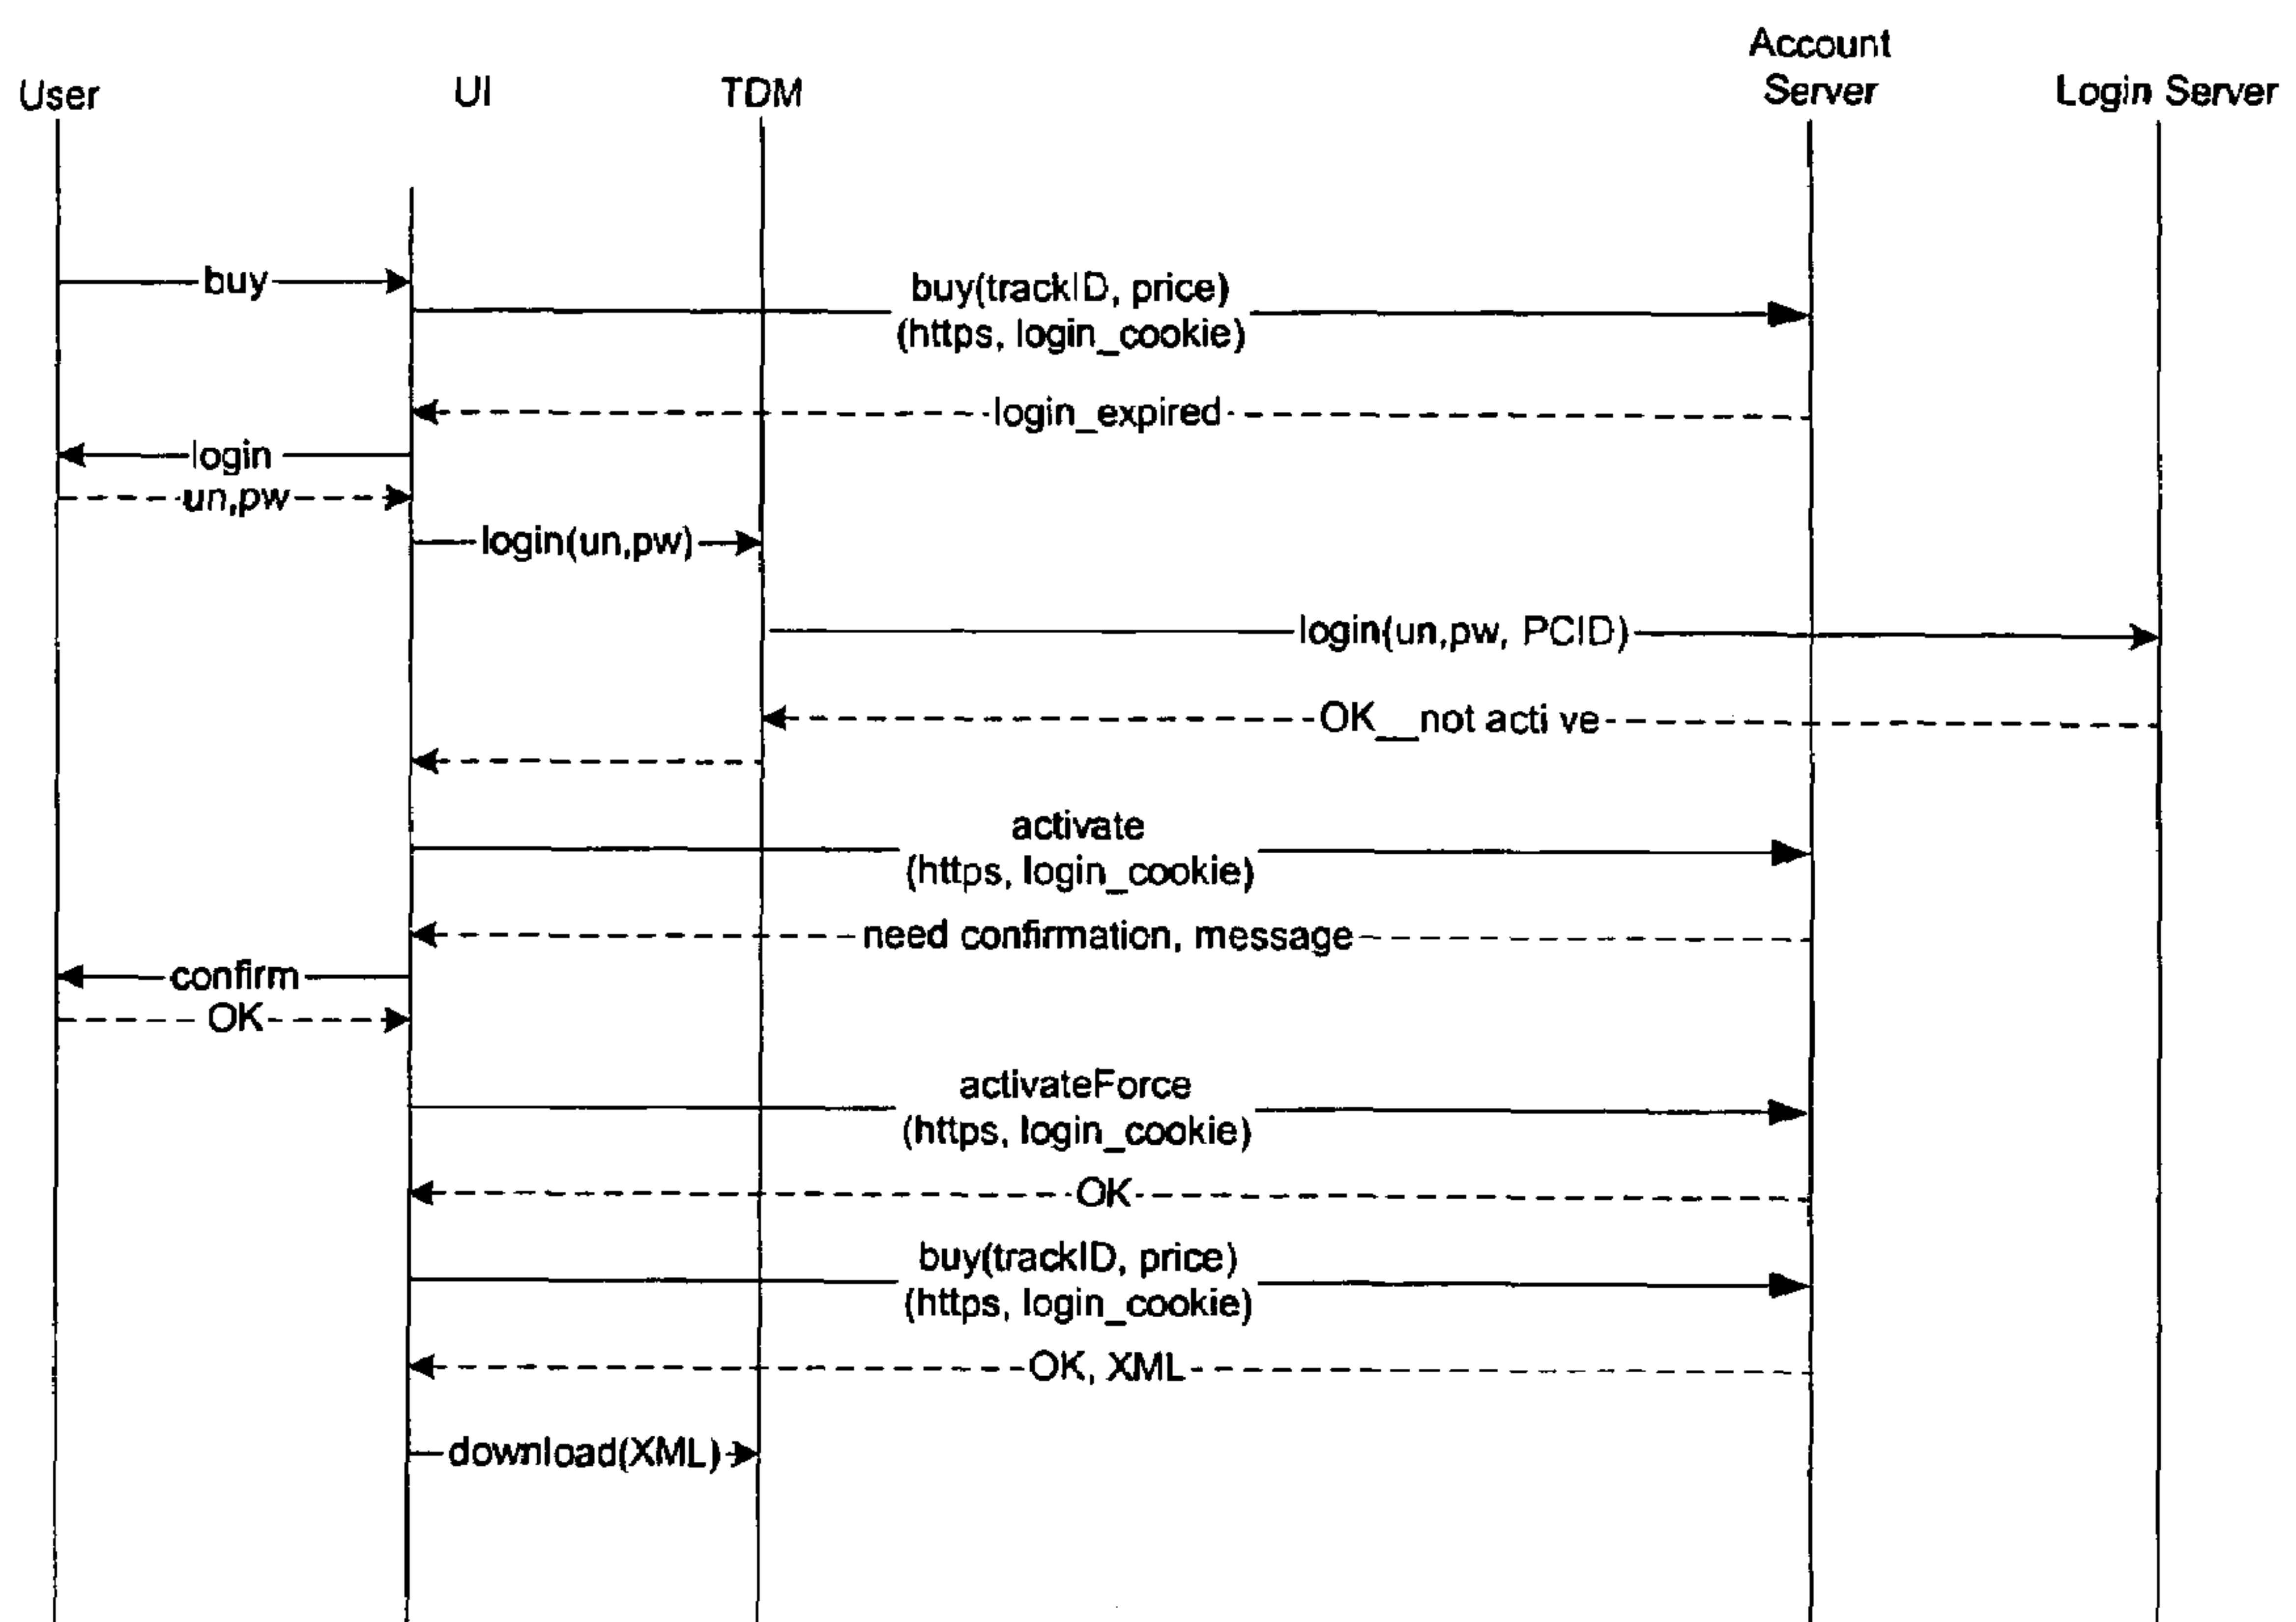 User
UI
TDM
Account
Server
Login Server
buy
buy(trackID, price)
(https, login_cookie)
login_expired
login
un,pw
login(un,pw)
login(un,pw, PCID)
OK__not acti ve
activate
(https, login_cookie)
need confirmation, message
confirm
OK
activateForce
(https, login_cookie)
OK
buy(trackID, price)
(https, login_cookie)
OK, XML
download(XML)